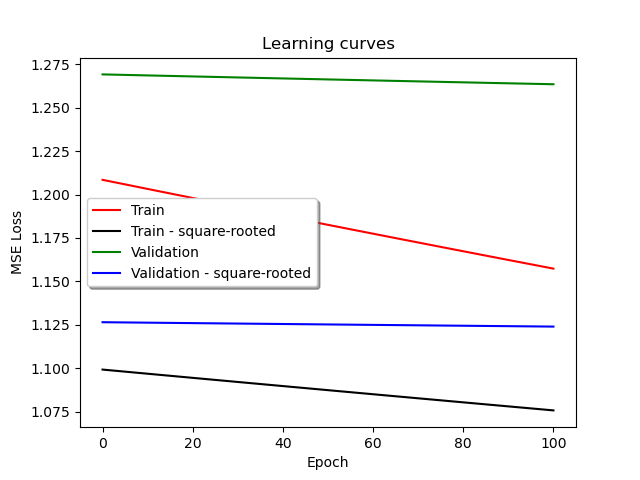 Learning curves
1.275
1.250
1.225
1.200
1.175
1.150
1.125
1.100
1.075
MSE Loss
Train
Train - square-rooted
Validation
Validation - square-rooted
0 20 40 60 80 100
Epoch